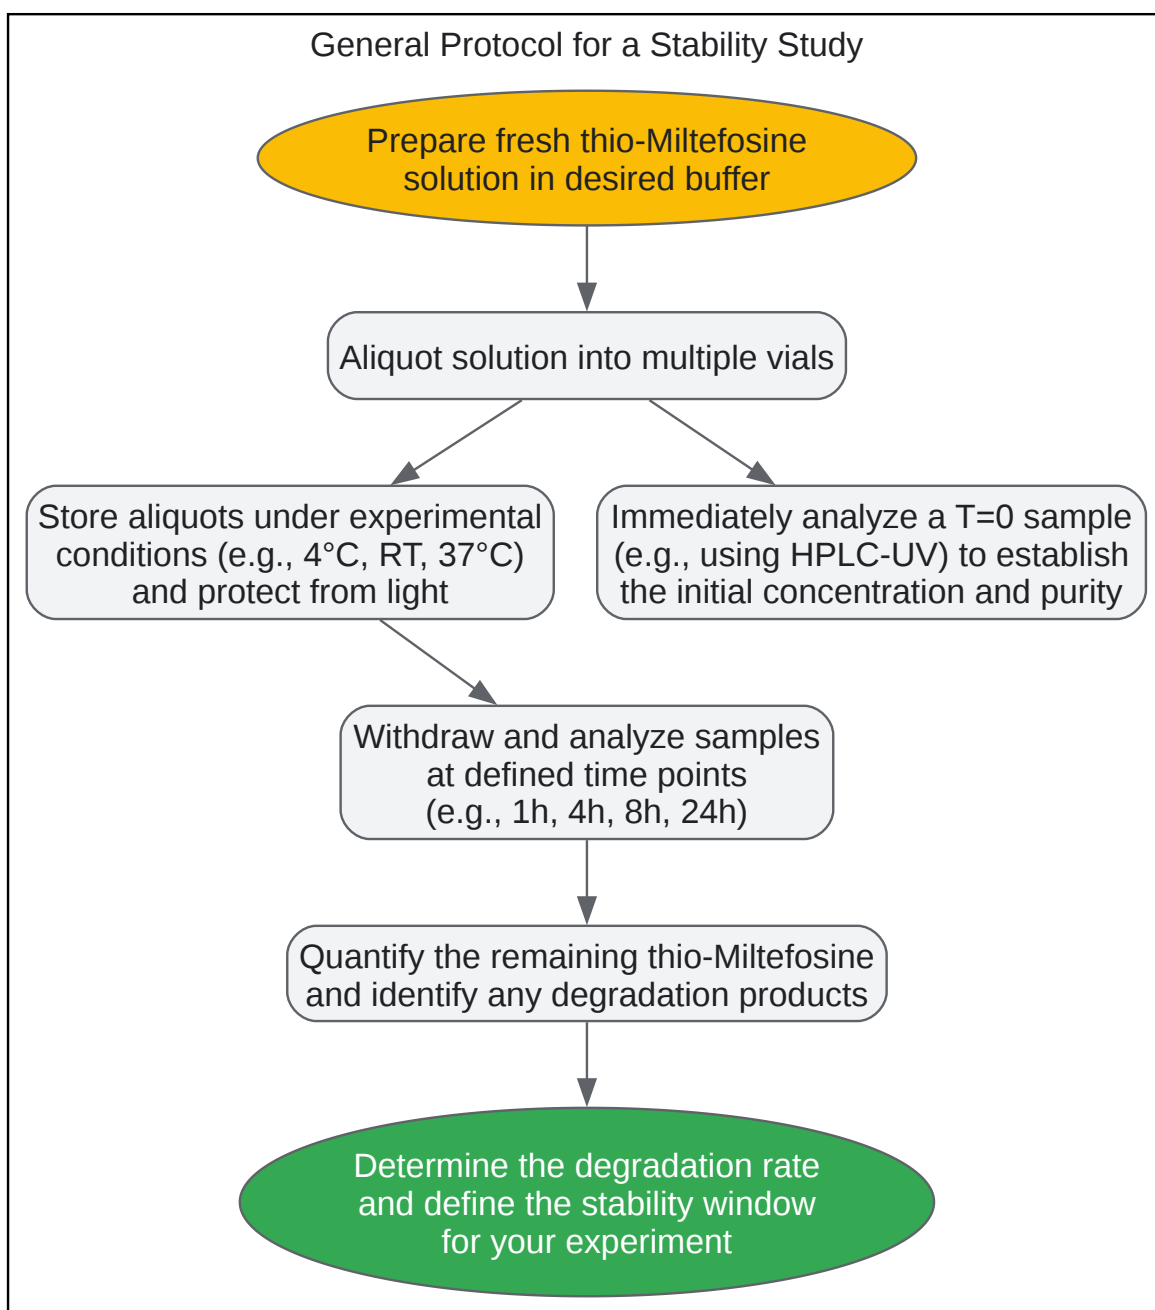 General Protocol for a Stability Study
Prepare fresh thio-Miltefosine
solution in desired buffer
Aliquot solution into multiple vials
Store aliquots under experimental
conditions (e.g., 4°C, RT, 37°C)
and protect from light
Immediately analyze a T=0 sample
(e.g., using HPLC-UV) to establish
the initial concentration and purity
Withdraw and analyze samples
at defined time points
(e.g., 1h, 4h, 8h, 24h)
Quantify the remaining thio-Miltefosine
and identify any degradation products
Determine the degradation rate
and define the stability window
for your experiment